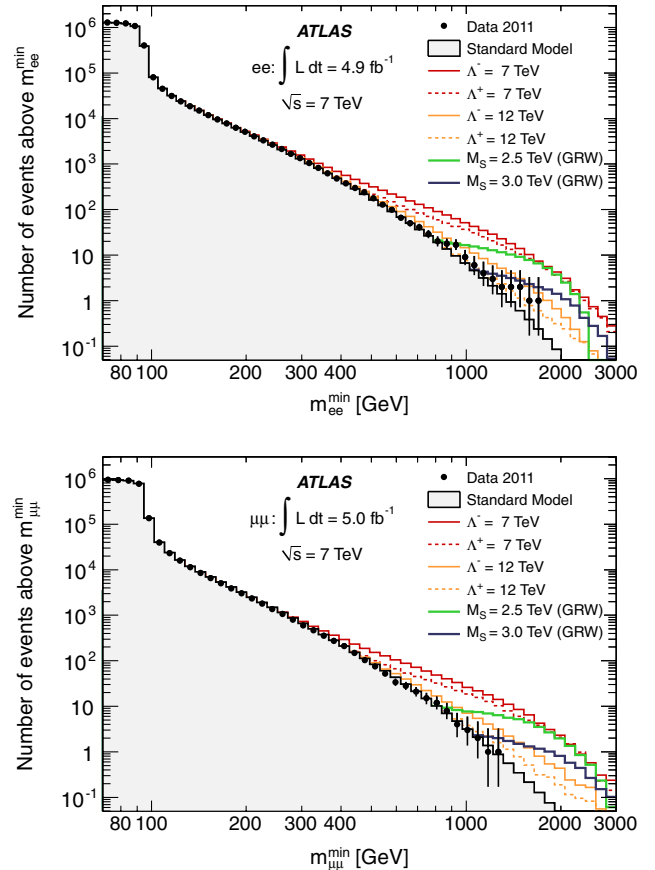 ATLAS
ee: ∫ L dt = 4.9 fb⁻¹
√s = 7 TeV
Data 2011
Standard Model
Λ⁻ = 7 TeV
Λ⁺ = 7 TeV
Λ⁻ = 12 TeV
Λ⁺ = 12 TeV
M_S = 2.5 TeV (GRW)
M_S = 3.0 TeV (GRW)
Number of events above m_ee^min
10⁶
10⁵
10⁴
10³
10²
10
1
10⁻¹
80 100 200 300 400 1000 2000 3000
m_ee^min [GeV]
ATLAS
μμ: ∫ L dt = 5.0 fb⁻¹
√s = 7 TeV
Data 2011
Standard Model
Λ⁻ = 7 TeV
Λ⁺ = 7 TeV
Λ⁻ = 12 TeV
Λ⁺ = 12 TeV
M_S = 2.5 TeV (GRW)
M_S = 3.0 TeV (GRW)
Number of events above m_μμ^min
10⁶
10⁵
10⁴
10³
10²
10
1
10⁻¹
80 100 200 300 400 1000 2000 3000
m_μμ^min [GeV]